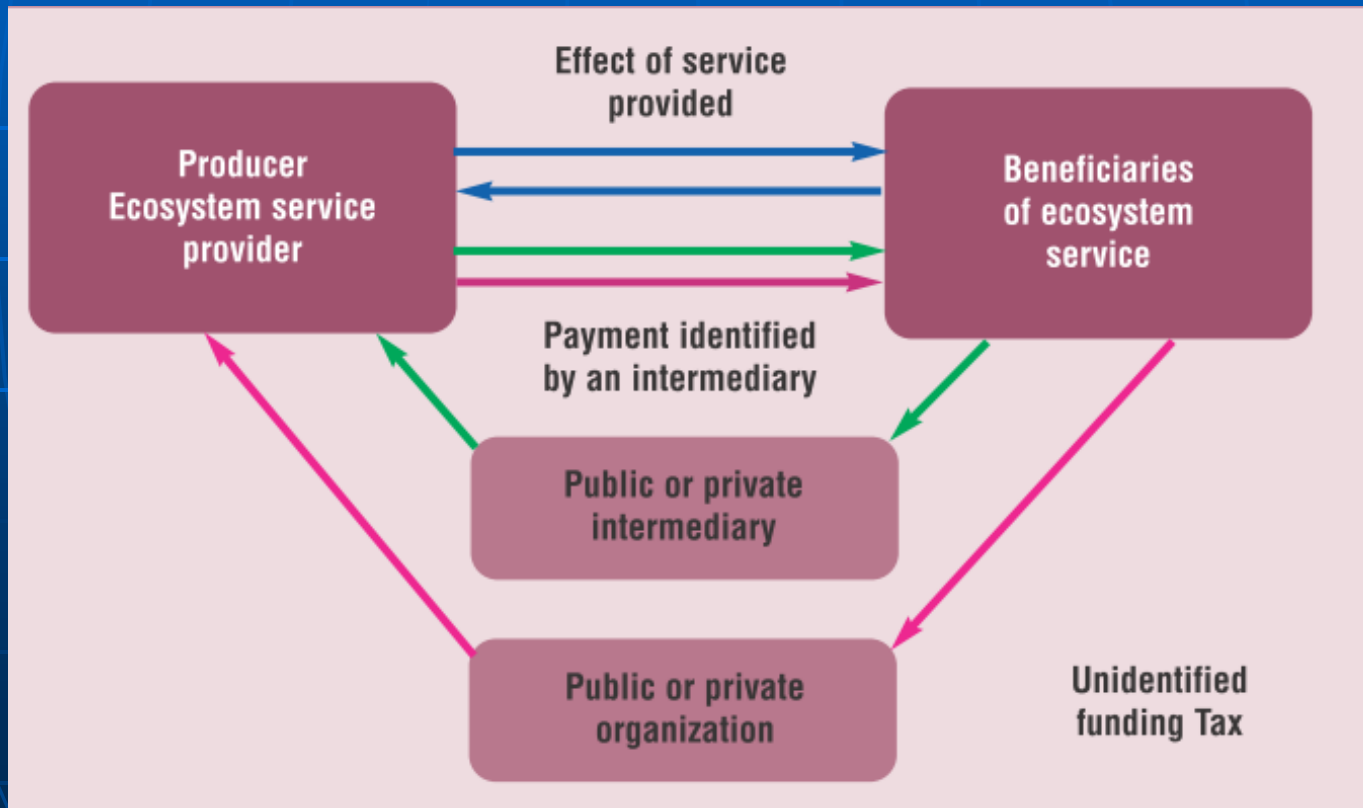 Effect of service
provided
Producer
Ecosystem service
provider
Beneficiaries
of ecosystem
service
Payment identified
by an intermediary
Public or private
intermediary
Public or private
organization
Unidentified
funding Tax